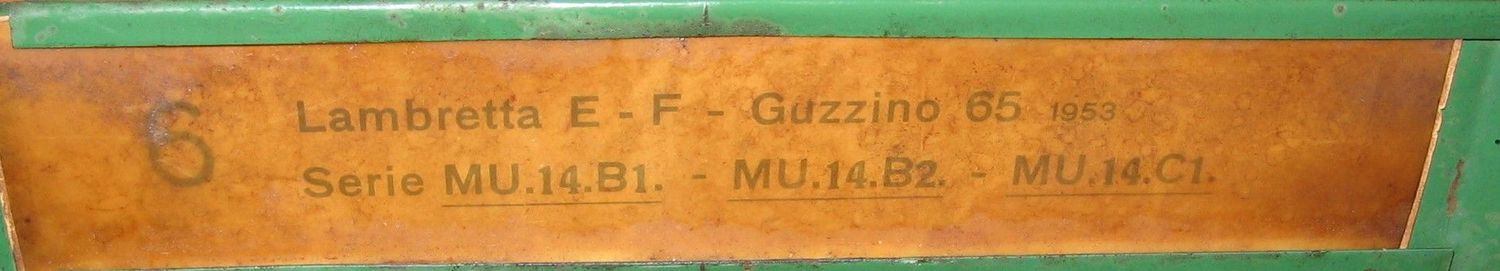 6
Lambretta E - F - Guzzino 65 1953
Serie MU.14.B1. - MU.14.B2. - MU.14.C1.